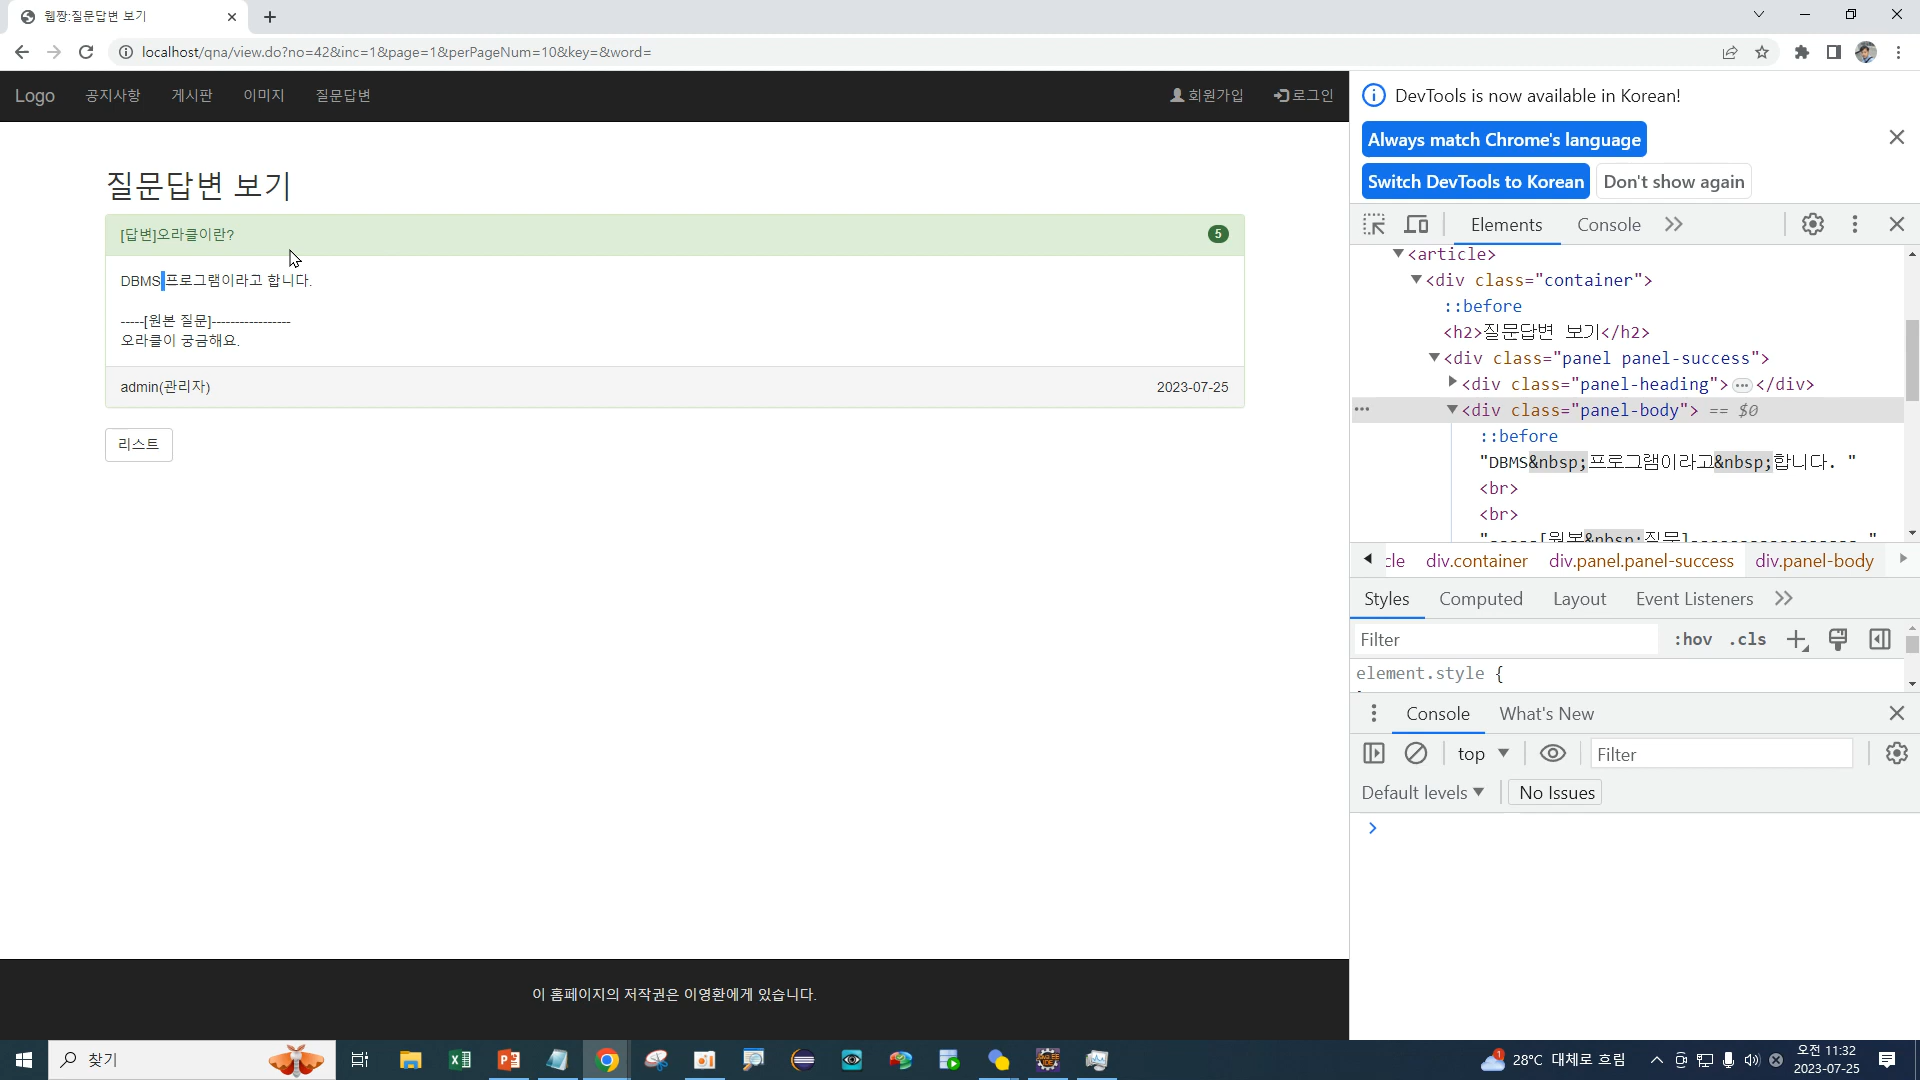 웹짱:질문답변 보기
localhost/qna/view.do?no=42&inc=1&page=1&perPageNum=10&key=&word=
Logo 공지사항 게시판 이미지 질문답변 회원가입 로그인
질문답변 보기
[답변]오라클이란? 5
DBMS 프로그램이라고 합니다.
-----[원본 질문]-----------------
오라클이 궁금해요.
admin(관리자) 2023-07-25
리스트
이 홈페이지의 저작권은 이영환에게 있습니다.
DevTools is now available in Korean!
Always match Chrome's language
Switch DevTools to Korean Don't show again
Elements Console
<article>
<div class="container">
::before
<h2>질문답변 보기</h2>
<div class="panel panel-success">
<div class="panel-heading">…</div>
<div class="panel-body"> == $0
::before
"DBMS&nbsp;프로그램이라고&nbsp;합니다. "
<br>
<br>
"-----[원본&nbsp;질문]----------------- "
cle div.container div.panel.panel-success div.panel-body
Styles Computed Layout Event Listeners
Filter :hov .cls
element.style {
Console What's New
top Filter
Default levels No Issues
찾기
1 28°C 대체로 흐림
오전 11:32
2023-07-25